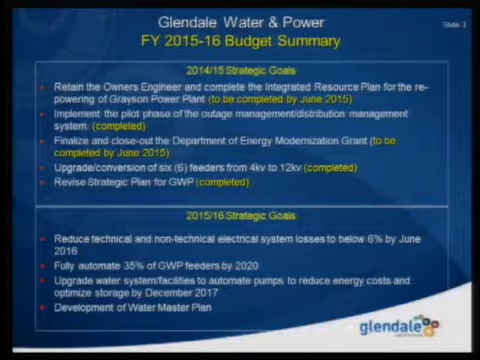 Glendale Water & Power
Slide 3
FY 2015-16 Budget Summary
2014/15 Strategic Goals
• Retain the Owners Engineer and complete the Integrated Resource Plan for the re-
powering of Grayson Power Plant (to be completed by June 2015)
• Implement the pilot phase of the outage management/distribution management
system. (completed)
• Finalize and close-out the Department of Energy Modernization Grant (to be
completed by June 2015)
• Upgrade/conversion of six (6) feeders from 4kv to 12kv (completed)
• Revise Strategic Plan for GWP (completed)
2015/16 Strategic Goals
• Reduce technical and non-technical electrical system losses to below 6% by June
2016
• Fully automate 35% of GWP feeders by 2020
• Upgrade water system/facilities to automate pumps to reduce energy costs and
optimize storage by December 2017
• Development of Water Master Plan
glendale
california